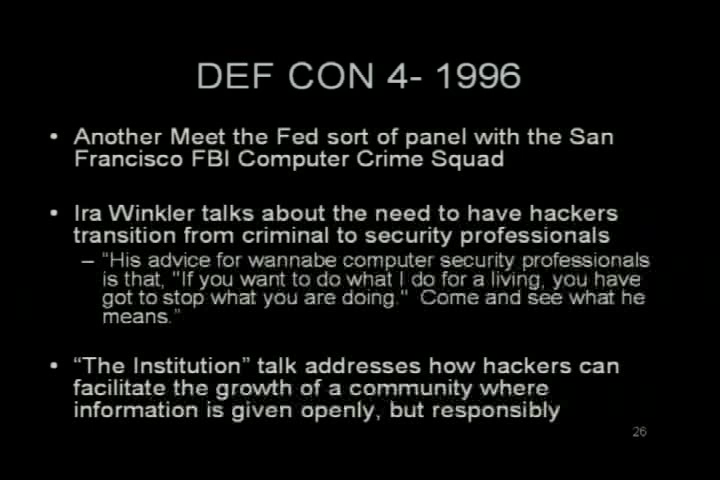 DEF CON 4- 1996
• Another Meet the Fed sort of panel with the San
Francisco FBI Computer Crime Squad
• Ira Winkler talks about the need to have hackers
transition from criminal to security professionals
– “His advice for wannabe computer security professionals
is that, "If you want to do what I do for a living, you have
got to stop what you are doing." Come and see what he
means.”
• “The Institution” talk addresses how hackers can
facilitate the growth of a community where
information is given openly, but responsibly
26